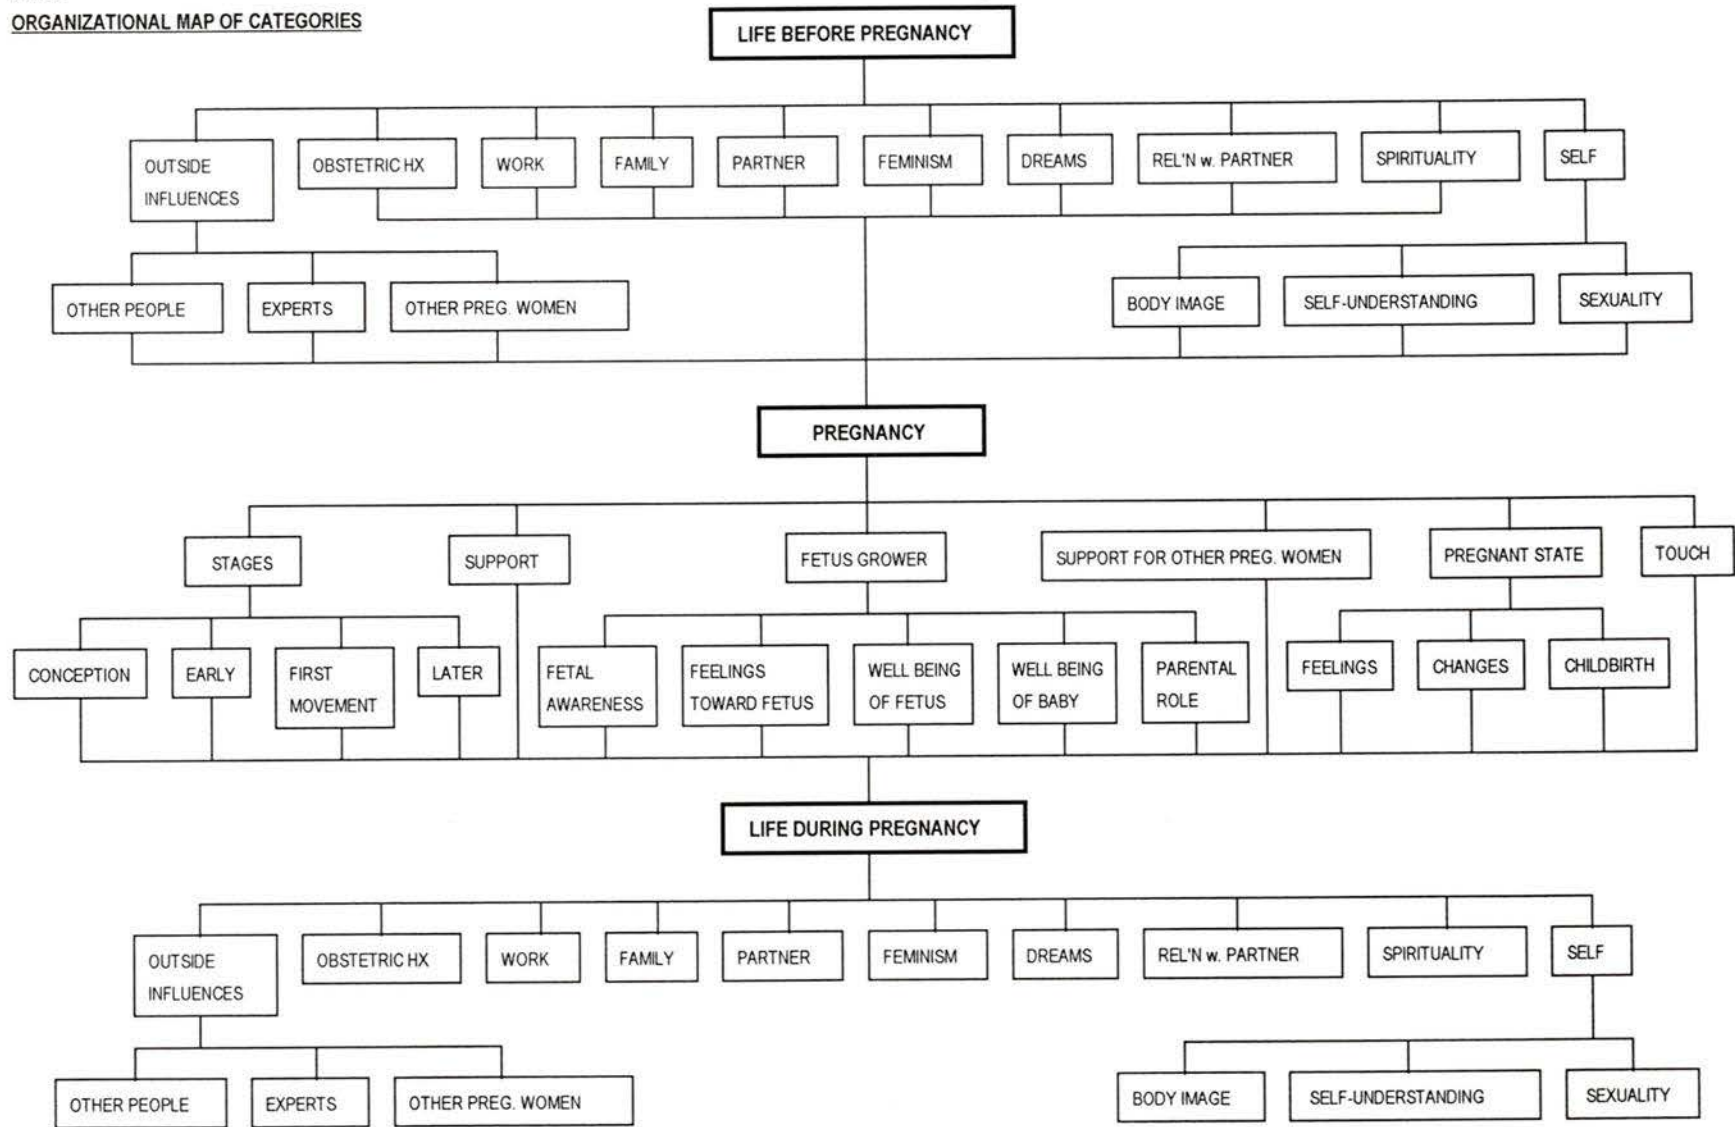 ORGANIZATIONAL MAP OF CATEGORIES
LIFE BEFORE PREGNANCY
OUTSIDE
INFLUENCES
OBSTETRIC HX
WORK
FAMILY
PARTNER
FEMINISM
DREAMS
REL'N w. PARTNER
SPIRITUALITY
SELF
OTHER PEOPLE
EXPERTS
OTHER PREG. WOMEN
BODY IMAGE
SELF-UNDERSTANDING
SEXUALITY
PREGNANCY
STAGES
SUPPORT
FETUS GROWER
SUPPORT FOR OTHER PREG. WOMEN
PREGNANT STATE
TOUCH
CONCEPTION
EARLY
FIRST
MOVEMENT
LATER
FETAL
AWARENESS
FEELINGS
TOWARD FETUS
WELL BEING
OF FETUS
WELL BEING
OF BABY
PARENTAL
ROLE
FEELINGS
CHANGES
CHILDBIRTH
LIFE DURING PREGNANCY
OUTSIDE
INFLUENCES
OBSTETRIC HX
WORK
FAMILY
PARTNER
FEMINISM
DREAMS
REL'N w. PARTNER
SPIRITUALITY
SELF
OTHER PEOPLE
EXPERTS
OTHER PREG. WOMEN
BODY IMAGE
SELF-UNDERSTANDING
SEXUALITY